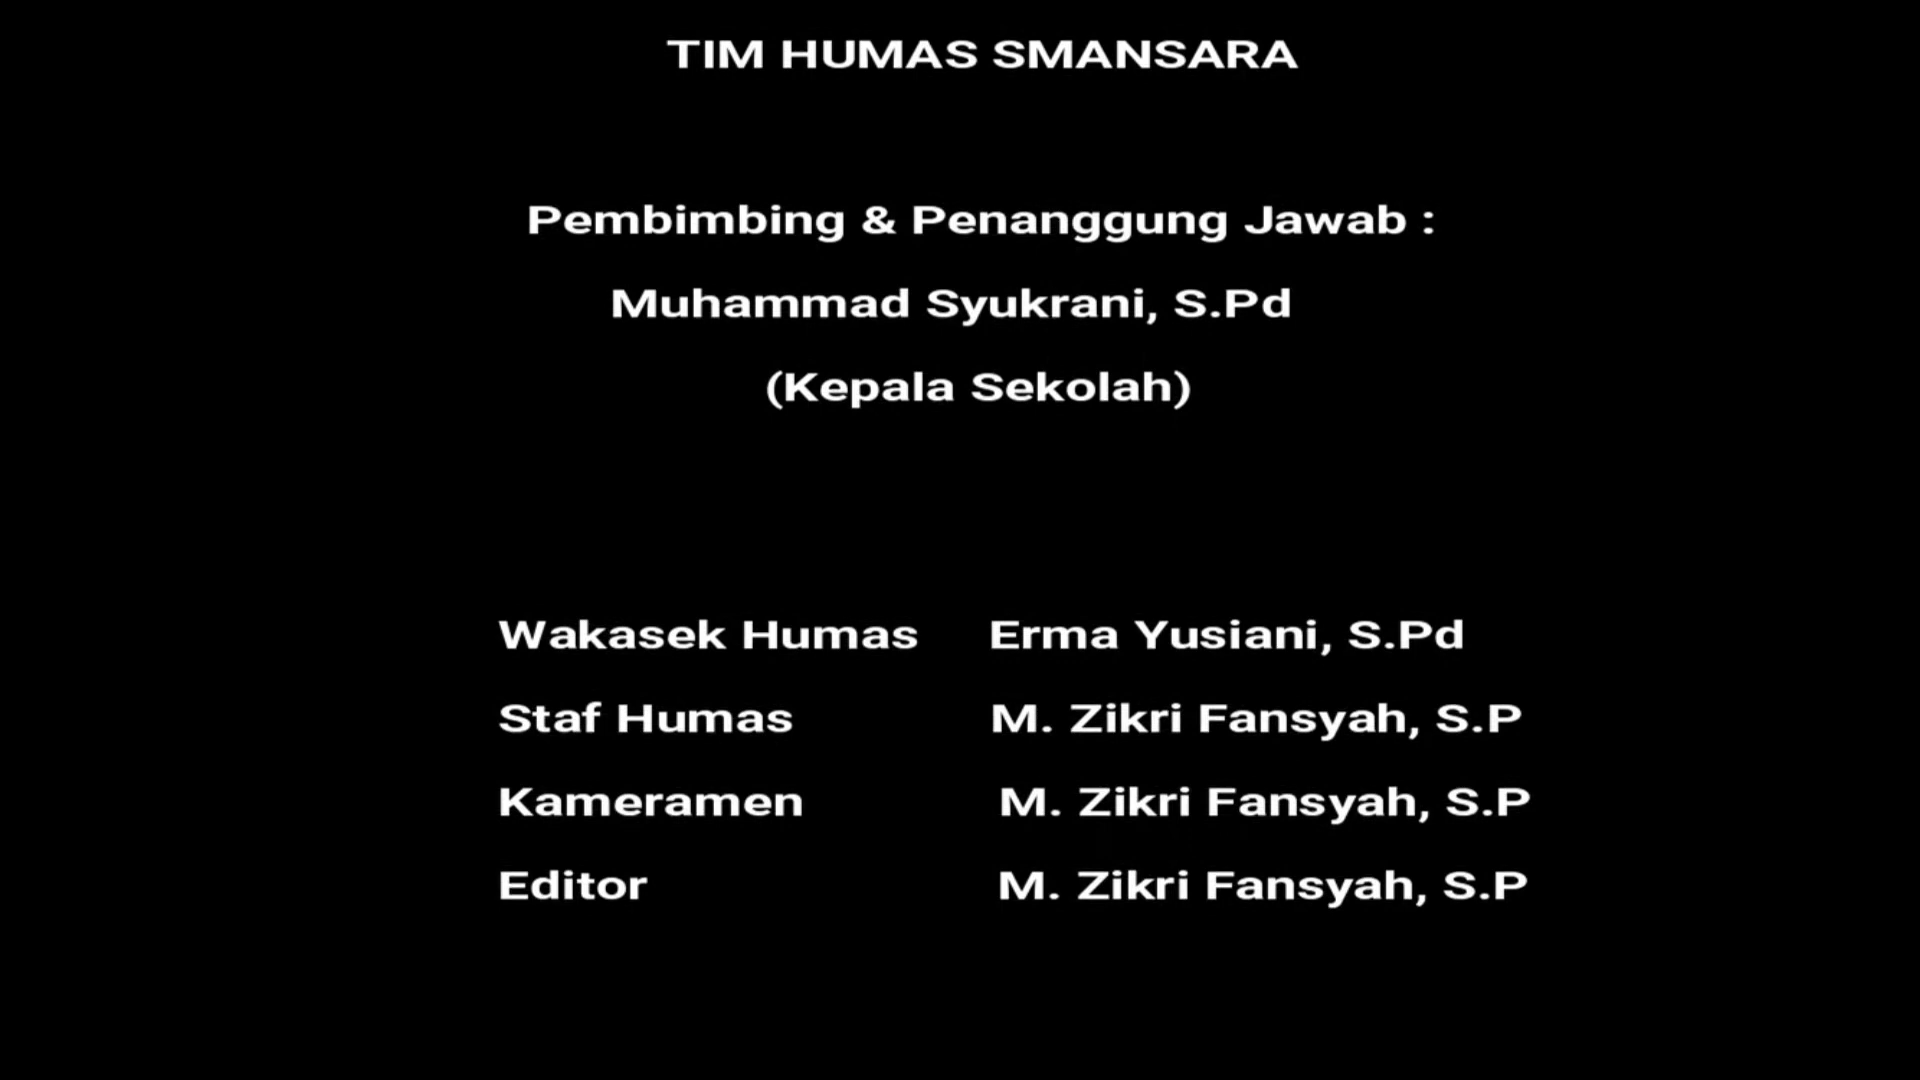 TIM HUMAS SMANSARA
Pembimbing & Penanggung Jawab :
Muhammad Syukrani, S.Pd
(Kepala Sekolah)
Wakasek Humas Erma Yusiani, S.Pd
Staf Humas M. Zikri Fansyah, S.P
Kameramen M. Zikri Fansyah, S.P
Editor M. Zikri Fansyah, S.P